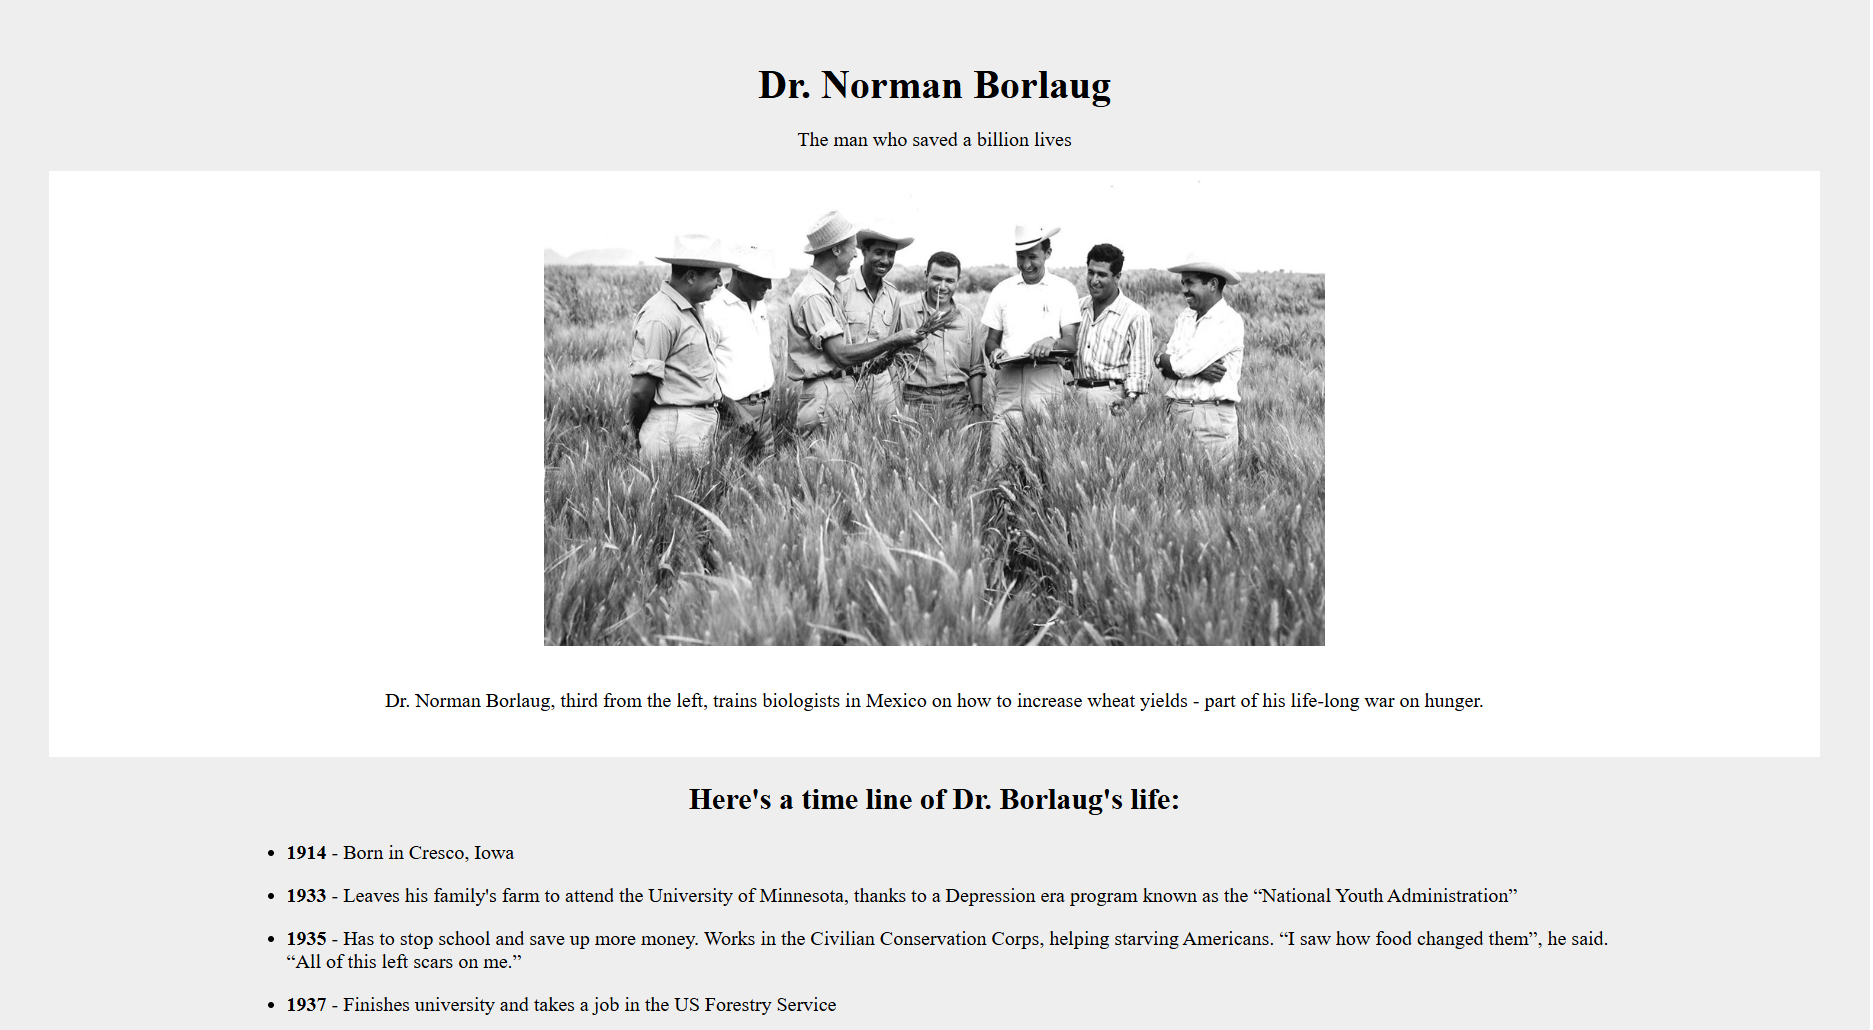 Dr. Norman Borlaug
The man who saved a billion lives
Dr. Norman Borlaug, third from the left, trains biologists in Mexico on how to increase wheat yields - part of his life-long war on hunger.
Here's a time line of Dr. Borlaug's life:
• 1914 - Born in Cresco, Iowa
• 1933 - Leaves his family's farm to attend the University of Minnesota, thanks to a Depression era program known as the “National Youth Administration”
• 1935 - Has to stop school and save up more money. Works in the Civilian Conservation Corps, helping starving Americans. “I saw how food changed them”, he said.
“All of this left scars on me.”
• 1937 - Finishes university and takes a job in the US Forestry Service